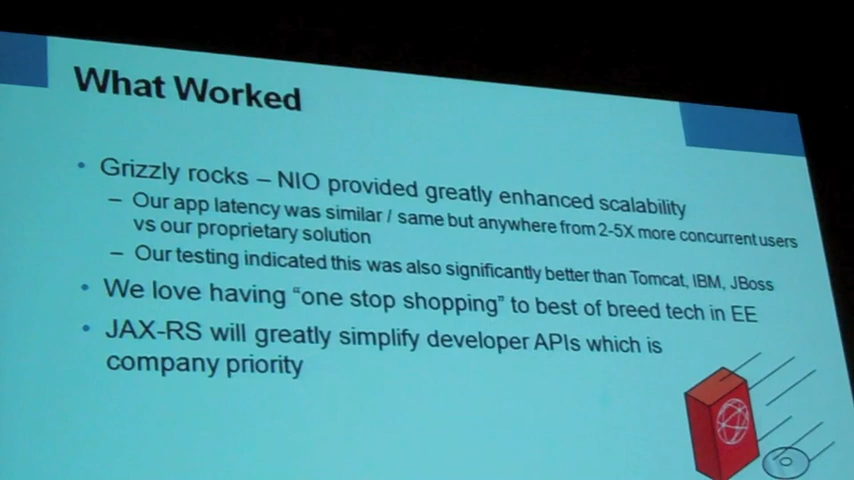 What Worked
• Grizzly rocks – NIO provided greatly enhanced scalability
– Our app latency was similar / same but anywhere from 2-5X more concurrent users
vs our proprietary solution
– Our testing indicated this was also significantly better than Tomcat, IBM, JBoss
• We love having “one stop shopping” to best of breed tech in EE
• JAX-RS will greatly simplify developer APIs which is
company priority